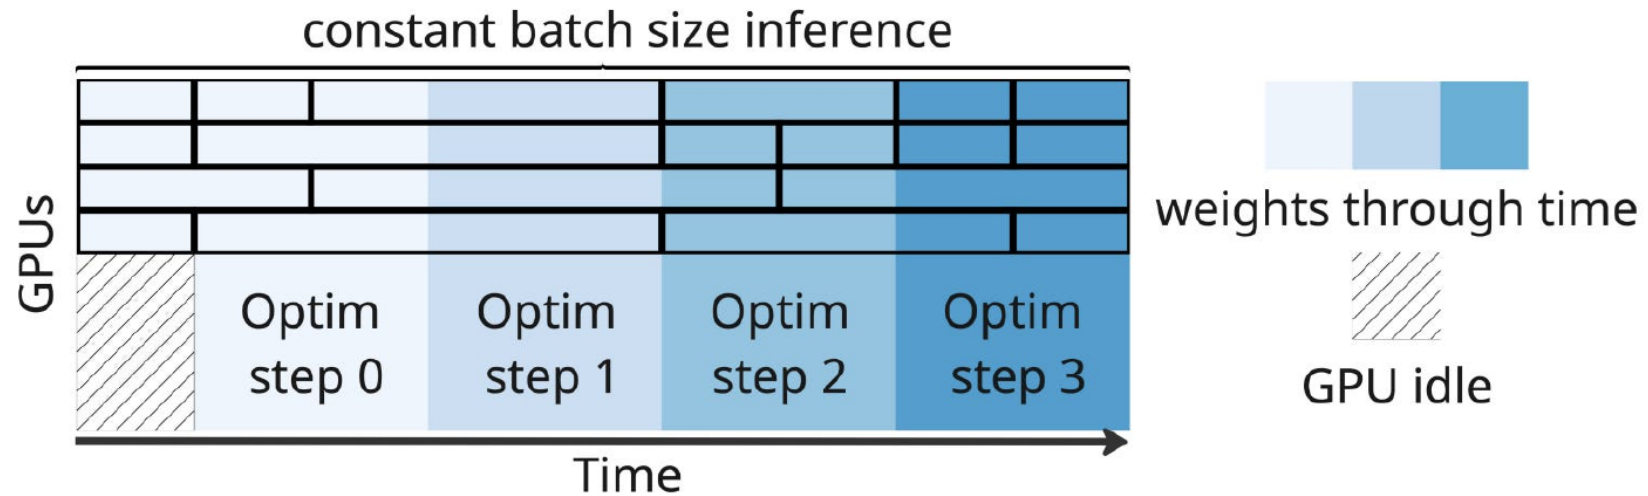 constant batch size inference
GPUs
Optim
step 0
Optim
step 1
Optim
step 2
Optim
step 3
Time
weights through time
GPU idle